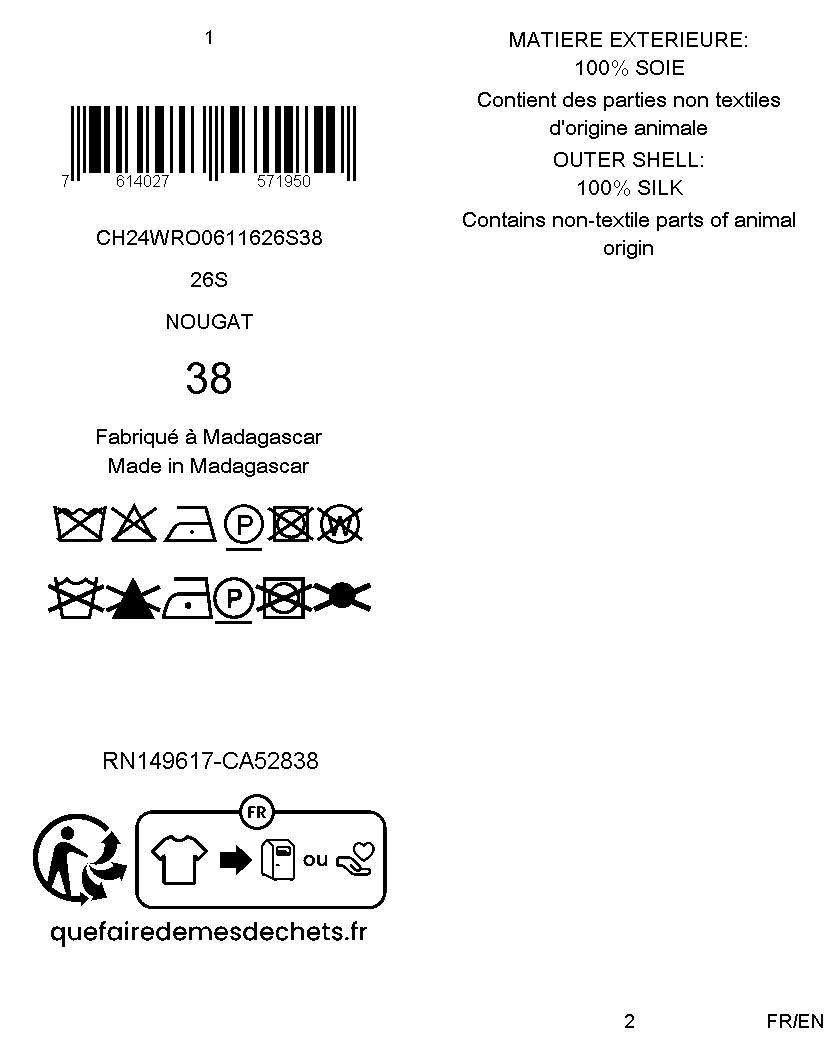 1
7 614027 571950
CH24WRO0611626S38
26S
NOUGAT
38
Fabriqué à Madagascar
Made in Madagascar
P
W
P
RN149617-CA52838
FR
ou
quefairedemesdechets.fr
MATIERE EXTERIEURE:
100% SOIE
Contient des parties non textiles
d'origine animale
OUTER SHELL:
100% SILK
Contains non-textile parts of animal
origin
2
FR/EN